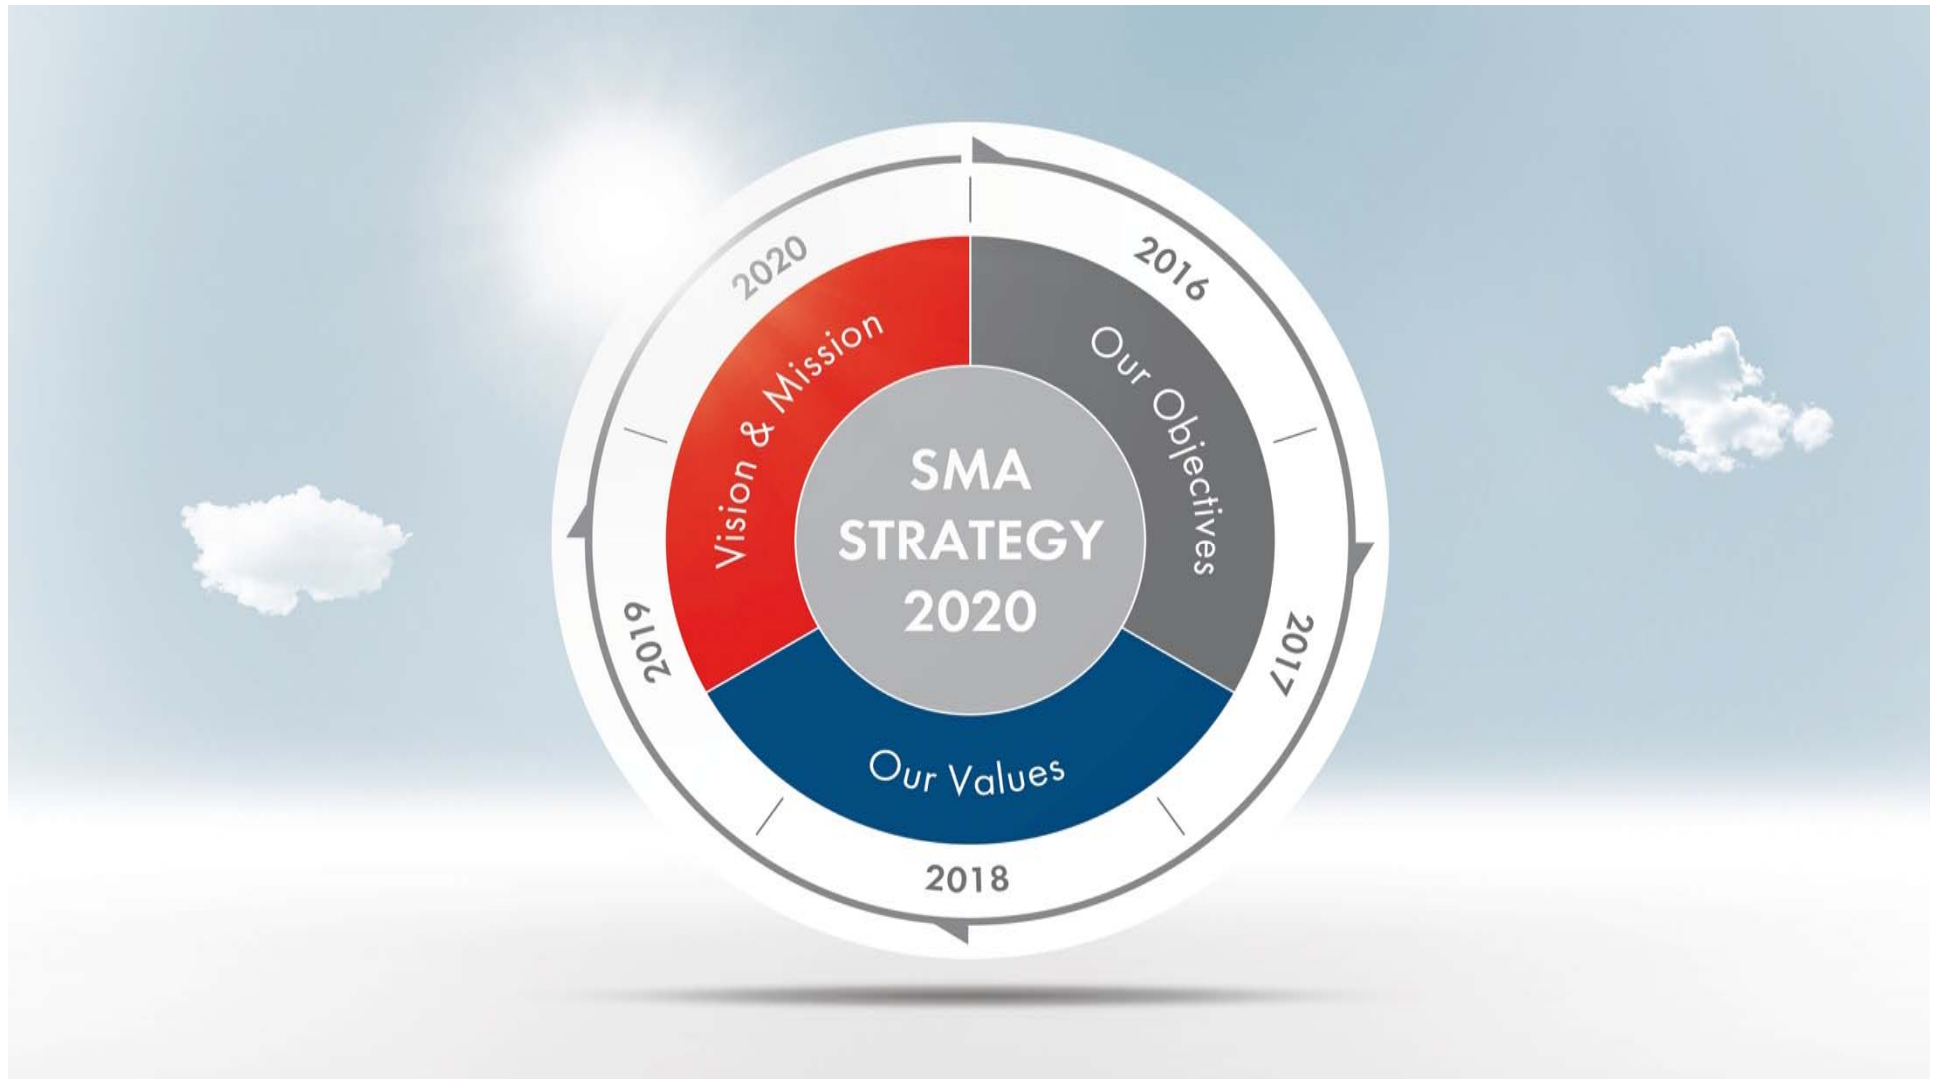 SMA
STRATEGY
2020
Our Objectives
Our Values
Vision & Mission
2016
2017
2018
2019
2020